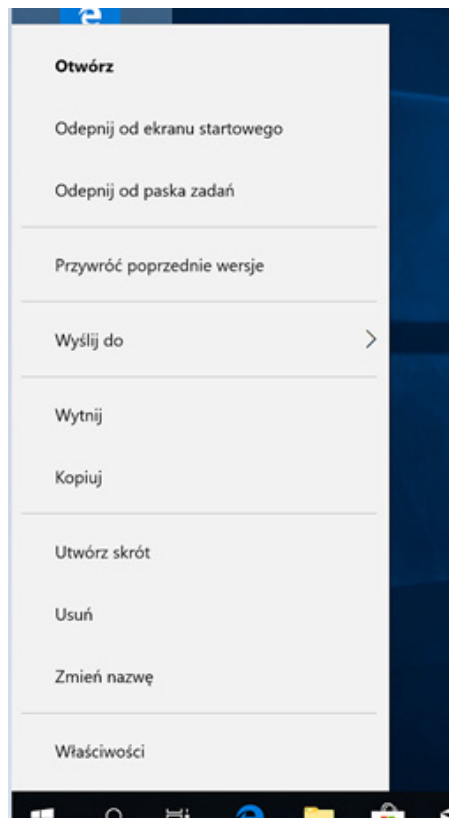 Otwórz
Odepnij od ekranu startowego
Odepnij od paska zadań
Przywróć poprzednie wersje
Wyślij do
Wytnij
Kopiuj
Utwórz skrót
Usuń
Zmień nazwę
Właściwości